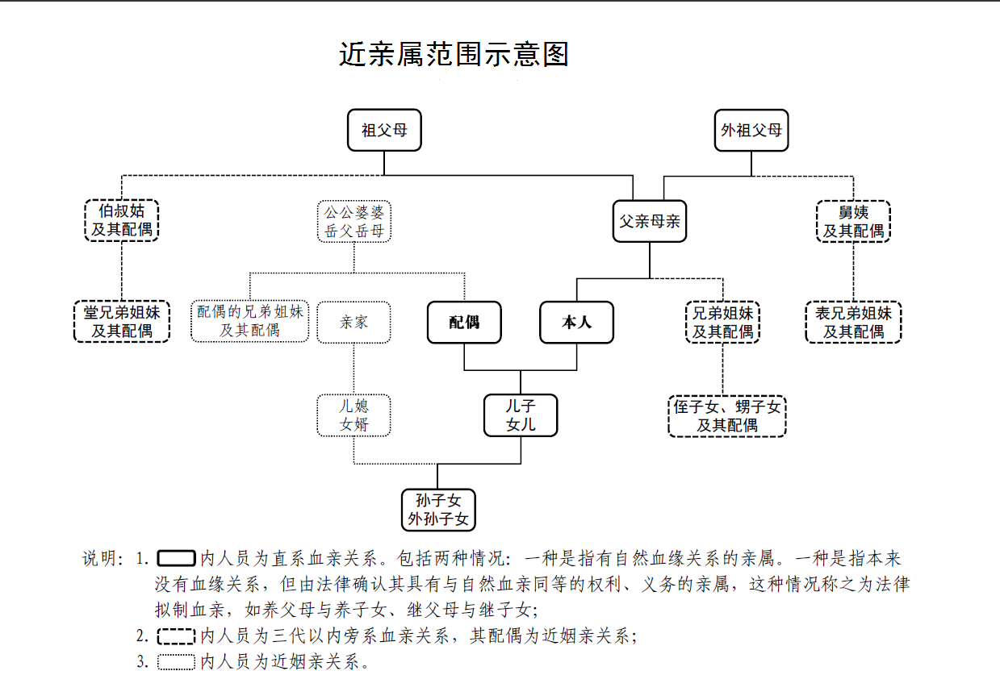 近亲属范围示意图
祖父母
外祖父母
伯叔姑
及其配偶
公公婆婆
岳父岳母
父亲母亲
舅姨
及其配偶
堂兄弟姐妹
及其配偶
配偶的兄弟姐妹
及其配偶
亲家
配偶
本人
兄弟姐妹
及其配偶
表兄弟姐妹
及其配偶
儿媳
女婿
儿子
女儿
侄子女、甥子女
及其配偶
孙子女
外孙子女
说明：1. 内人员为直系血亲关系。包括两种情况：一种是指有自然血缘关系的亲属。一种是指本来
没有血缘关系，但由法律确认其具有与自然血亲同等的权利、义务的亲属，这种情况称之为法律
拟制血亲，如养父母与养子女、继父母与继子女；
2. 内人员为三代以内旁系血亲关系，其配偶为近姻亲关系；
3. 内人员为近姻亲关系。